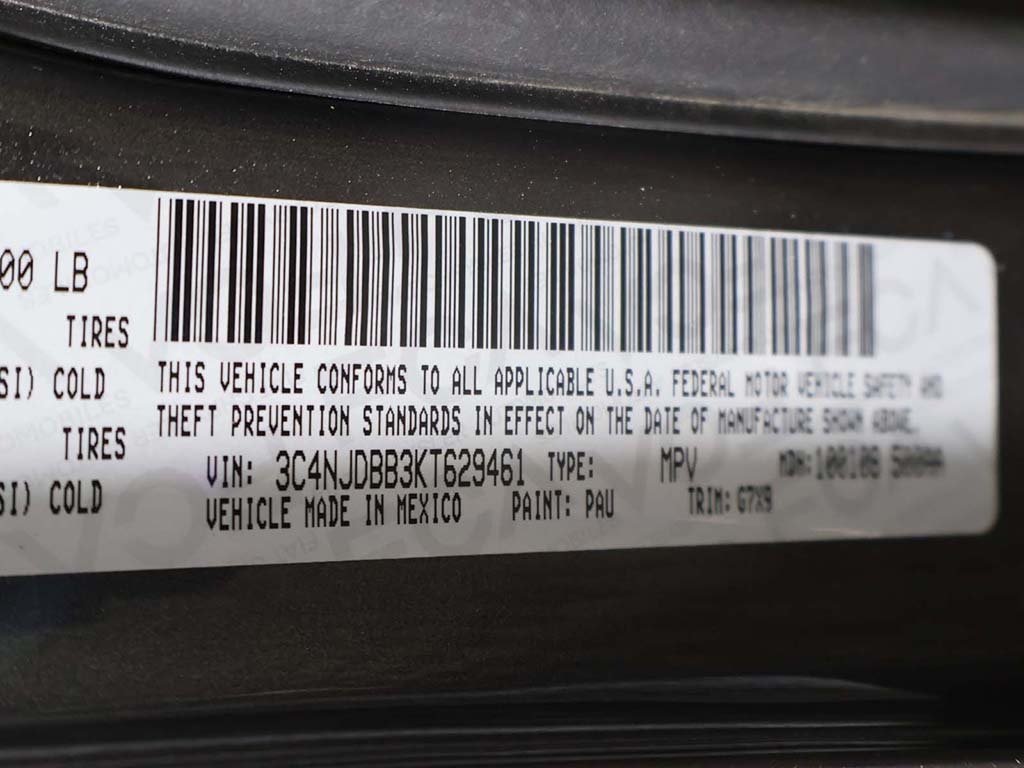 00 LB
TIRES
SI) COLD
TIRES
SI) COLD
THIS VEHICLE CONFORMS TO ALL APPLICABLE U.S.A. FEDERAL MOTOR VEHICLE SAFETY AND
THEFT PREVENTION STANDARDS IN EFFECT ON THE DATE OF MANUFACTURE SHOWN ABOVE.
VIN: 3C4NJDBB3KT629461 TYPE: MPV MDH:
VEHICLE MADE IN MEXICO PAINT: PAU TRIM: G7X9